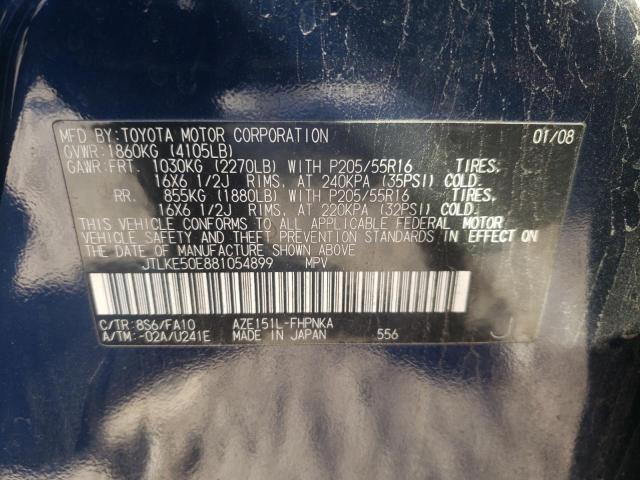 MFD BY: TOYOTA MOTOR CORPORATION 01/08
GVWR: 1860KG (4105LB)
GAWR: FRT. 1030KG (2270LB) WITH P205/55R16 TIRES.
16X6 1/2J RIMS, AT 240KPA (35PSI) COLD.
RR. 855KG (1880LB) WITH P205/55R16 TIRES.
16X6 1/2J RIMS, AT 220KPA (32PSI) COLD.
THIS VEHICLE CONFORMS TO ALL APPLICABLE FEDERAL MOTOR
VEHICLE SAFETY AND THEFT PREVENTION STANDARDS IN EFFECT ON
THE DATE OF MANUFACTURE SHOWN ABOVE.
JTLKE50E881054899 MPV
C/TR: 8S6/FA10 AZE151L-FHPNKA
A/TM: -02A/U241E MADE IN JAPAN 556 J